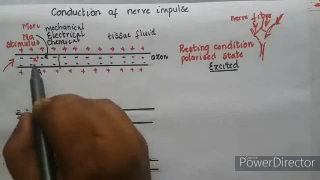 Conduction of nerve impulse
More
Na
Stimulus
mechanical
Electrical
Chemical
tissue fluid
nerve fibre
+ + + + + + + + + + +
axon
+ + + + + + + + + +
Resting condition
polarised state
Excited
PowerDirector